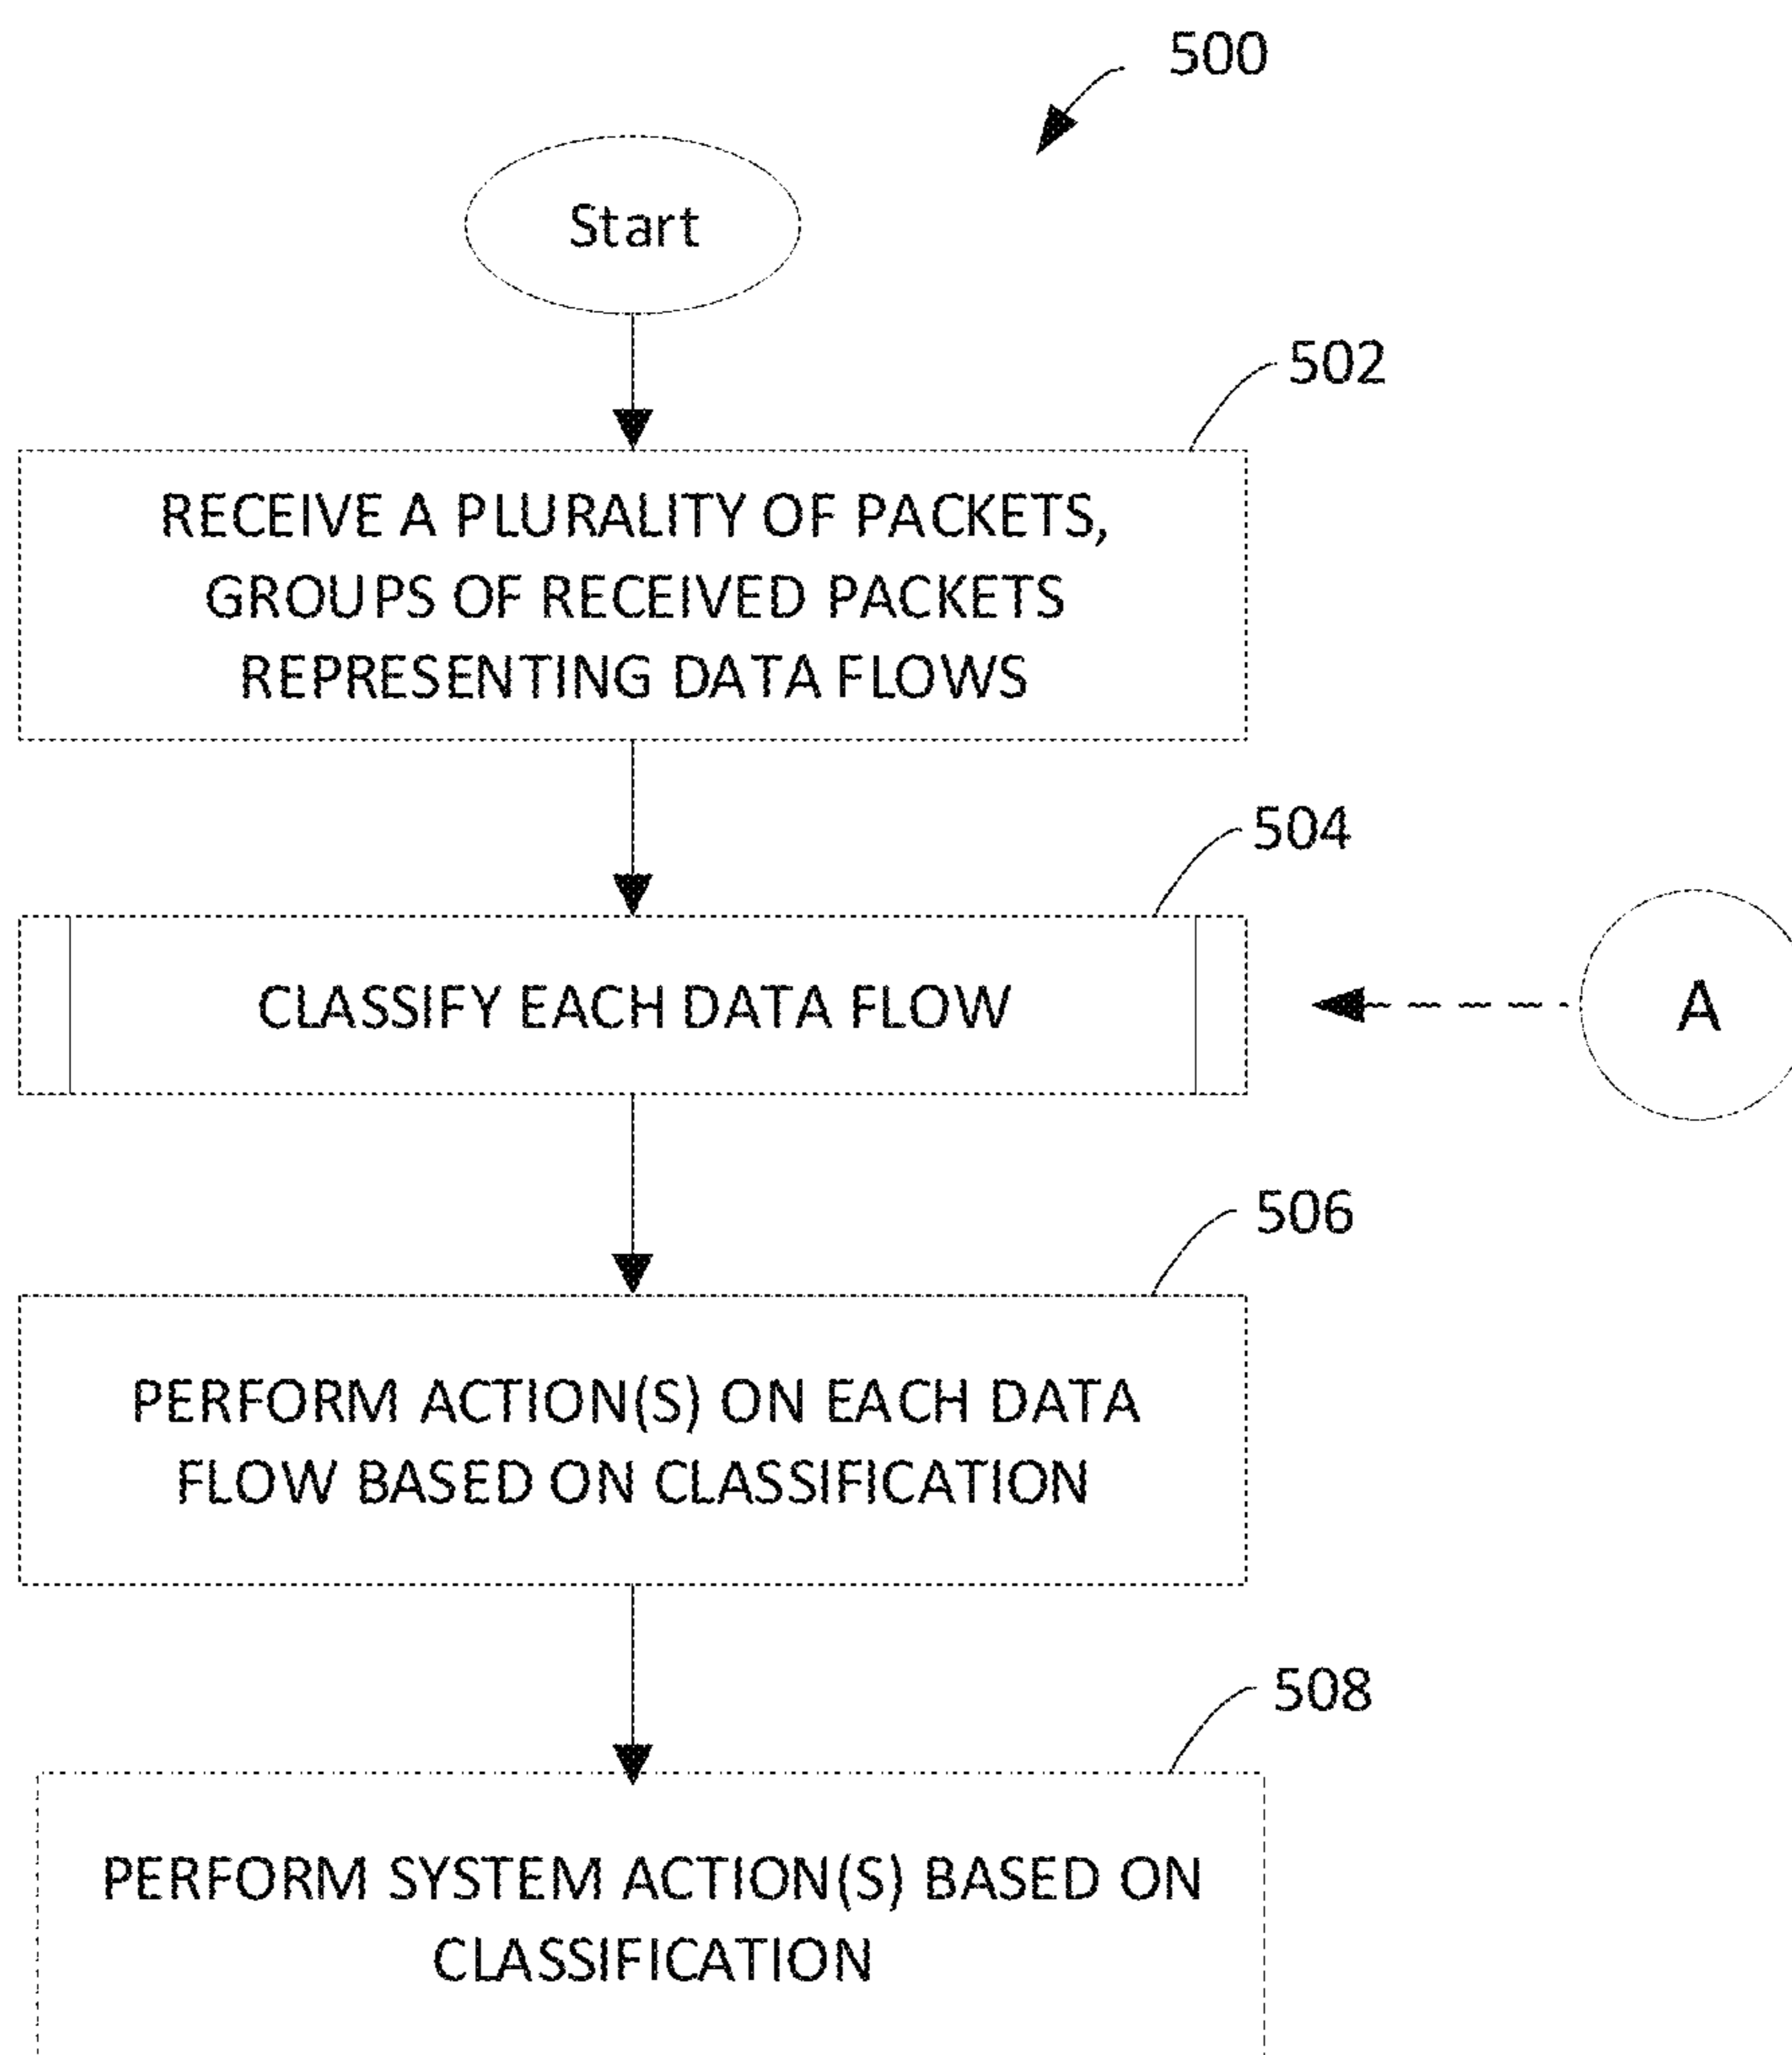 500
Start
502
RECEIVE A PLURALITY OF PACKETS,
GROUPS OF RECEIVED PACKETS
REPRESENTING DATA FLOWS
504
CLASSIFY EACH DATA FLOW
A
506
PERFORM ACTION(S) ON EACH DATA
FLOW BASED ON CLASSIFICATION
508
PERFORM SYSTEM ACTION(S) BASED ON
CLASSIFICATION